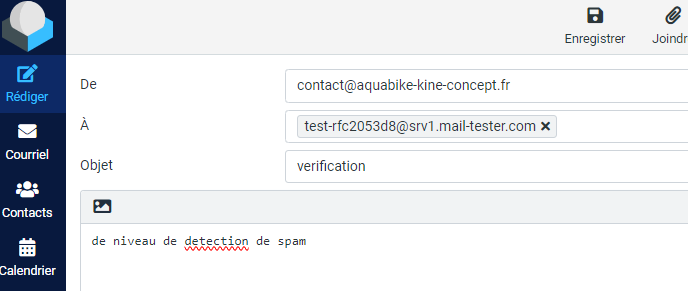 Enregistrer
Joindr
Rédiger
Courriel
Contacts
Calendrier
De
contact@aquabike-kine-concept.fr
À
test-rfc2053d8@srv1.mail-tester.com
Objet
verification
de niveau de detection de spam